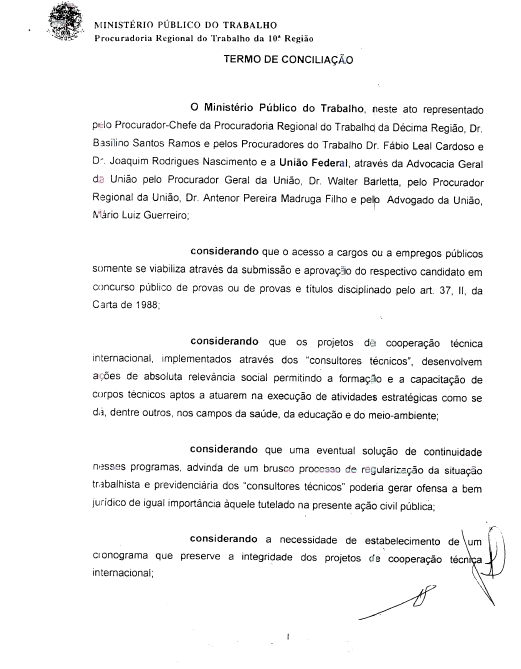 MINISTÉRIO PÚBLICO DO TRABALHO
Procuradoria Regional do Trabalho da 10ª Região
TERMO DE CONCILIAÇÃO
O Ministério Público do Trabalho, neste ato representado
pelo Procurador-Chefe da Procuradoria Regional do Trabalho da Décima Região, Dr.
Basilino Santos Ramos e pelos Procuradores do Trabalho Dr. Fábio Leal Cardoso e
Dr. Joaquim Rodrigues Nascimento e a União Federal, através da Advocacia Geral
da União pelo Procurador Geral da União, Dr. Walter Barletta, pelo Procurador
Regional da União, Dr. Antenor Pereira Madruga Filho e pelo Advogado da União,
Mário Luiz Guerreiro;
considerando que o acesso a cargos ou a empregos públicos
somente se viabiliza através da submissão e aprovação do respectivo candidato em
concurso público de provas ou de provas e títulos disciplinado pelo art. 37, II, da
Carta de 1988;
considerando que os projetos de cooperação técnica
internacional, implementados através dos "consultores técnicos", desenvolvem
ações de absoluta relevância social permitindo a formação e a capacitação de
corpos técnicos aptos a atuarem na execução de atividades estratégicas como se
dá, dentre outros, nos campos da saúde, da educação e do meio-ambiente;
considerando que uma eventual solução de continuidade
nesses programas, advinda de um brusco processo de regularização da situação
trabalhista e previdenciária dos "consultores técnicos" poderia gerar ofensa a bem
jurídico de igual importância àquele tutelado na presente ação civil pública;
considerando a necessidade de estabelecimento de um
cronograma que preserve a integridade dos projetos de cooperação técnica
internacional;
1